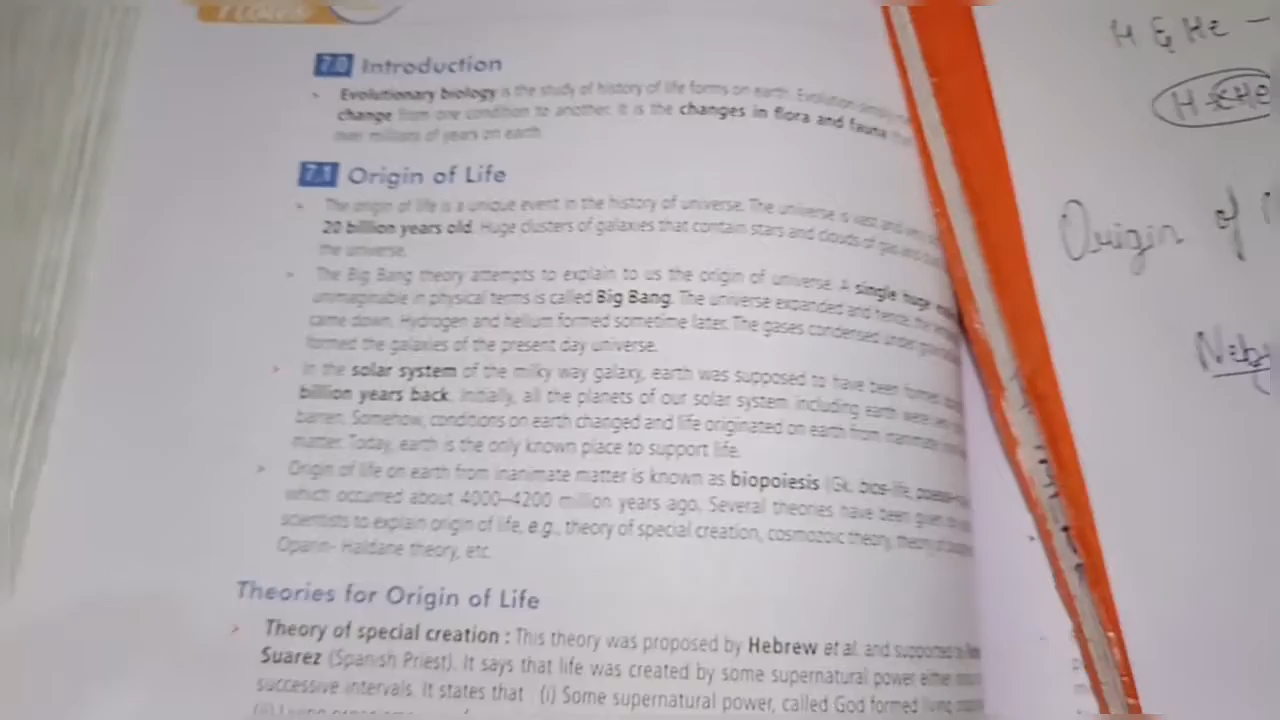 Notes
7.0 Introduction
Evolutionary biology is the study of history of life forms on earth. Evolution
change from one condition to another. It is the changes in flora and fauna
over millions of years on earth
7.1 Origin of Life
The origin of life is a unique event in the history of universe. The universe is vast and
20 billion years old. Huge clusters of galaxies that contain stars and clouds of gas and
the universe.
The Big Bang theory attempts to explain to us the origin of universe. A single huge
unimaginable in physical terms is called Big Bang. The universe expanded and hence, the
came down. Hydrogen and helium formed sometime later. The gases condensed under
formed the galaxies of the present day universe.
In the solar system of the milky way galaxy, earth was supposed to have been formed
billion years back. Initially, all the planets of our solar system including earth were
barren. Somehow, conditions on earth changed and life originated on earth from inanimate
matter. Today, earth is the only known place to support life.
Origin of life on earth from inanimate matter is known as biopoiesis (Gk. bios-life,
which occurred about 4000–4200 million years ago. Several theories have been given
scientists to explain origin of life, e.g., theory of special creation, cosmozoic theory, theory of
Oparin- Haldane theory, etc.
Theories for Origin of Life
Theory of special creation : This theory was proposed by Hebrew et al. and supported
Suarez (Spanish Priest). It says that life was created by some supernatural power either
successive intervals. It states that (i) Some supernatural power, called God formed living
H & He –
Origin of